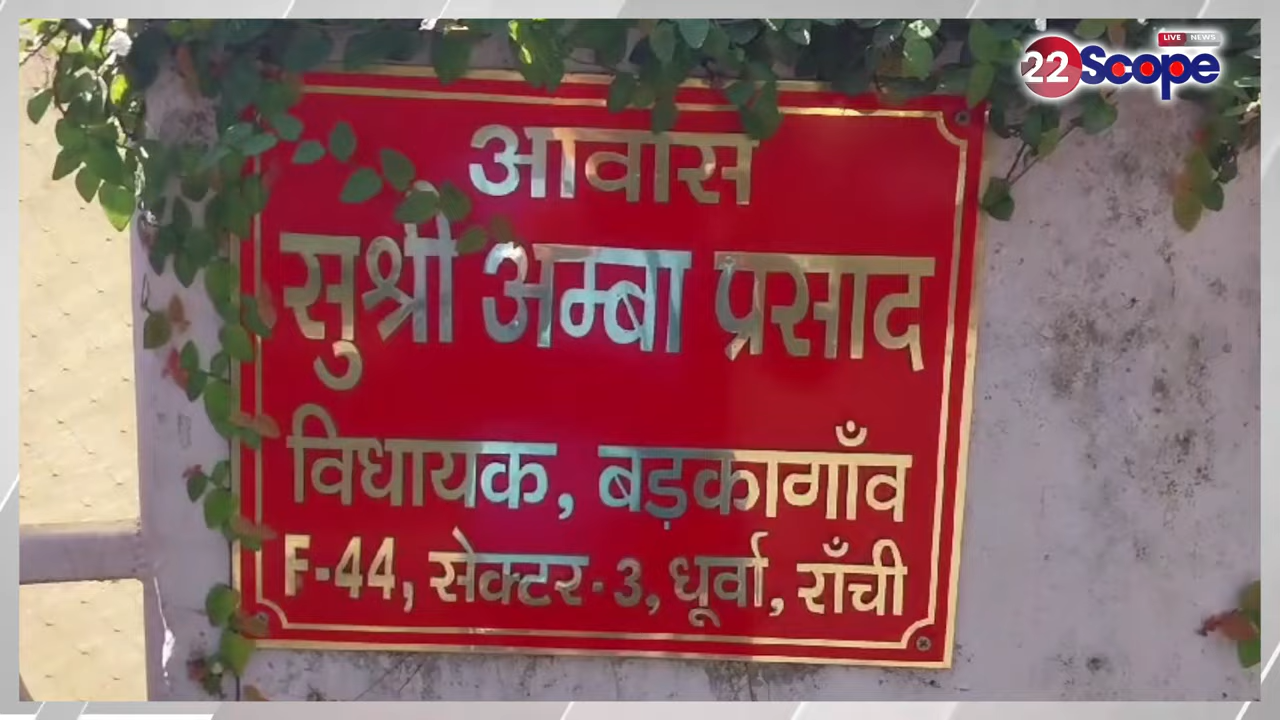 LIVE NEWS
22Scope
आवास
सुश्री अम्बा प्रसाद
विधायक, बड़कागाँव
F-44, सेक्टर-3, धूर्वा, राँची